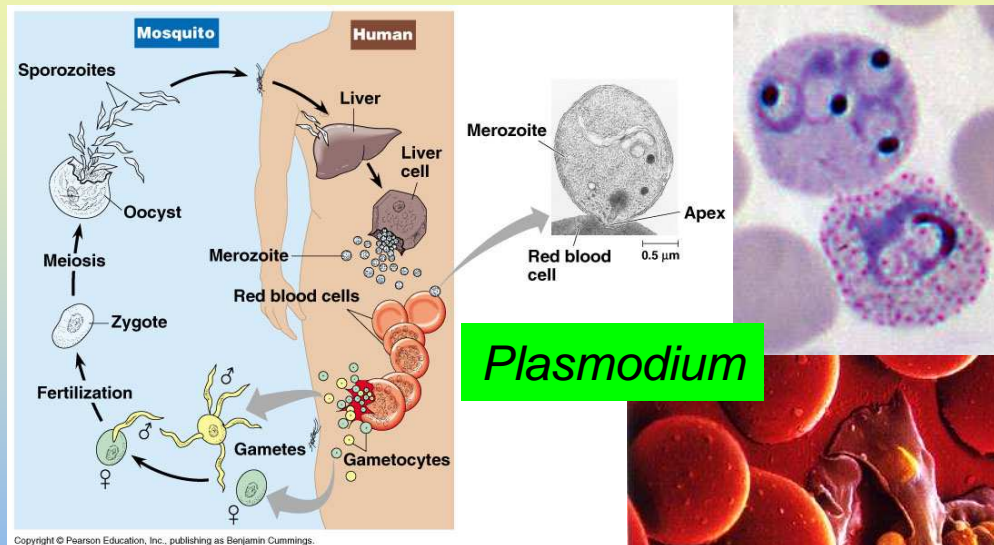 Mosquito
Human
Sporozoites
Liver
Liver
cell
Oocyst
Merozoite
Meiosis
Red blood cells
Zygote
Fertilization
♂
♂
Gametes
Gametocytes
♀
♀
Merozoite
Apex
Red blood
cell
0.5 μm
Plasmodium
Copyright © Pearson Education, Inc., publishing as Benjamin Cummings.